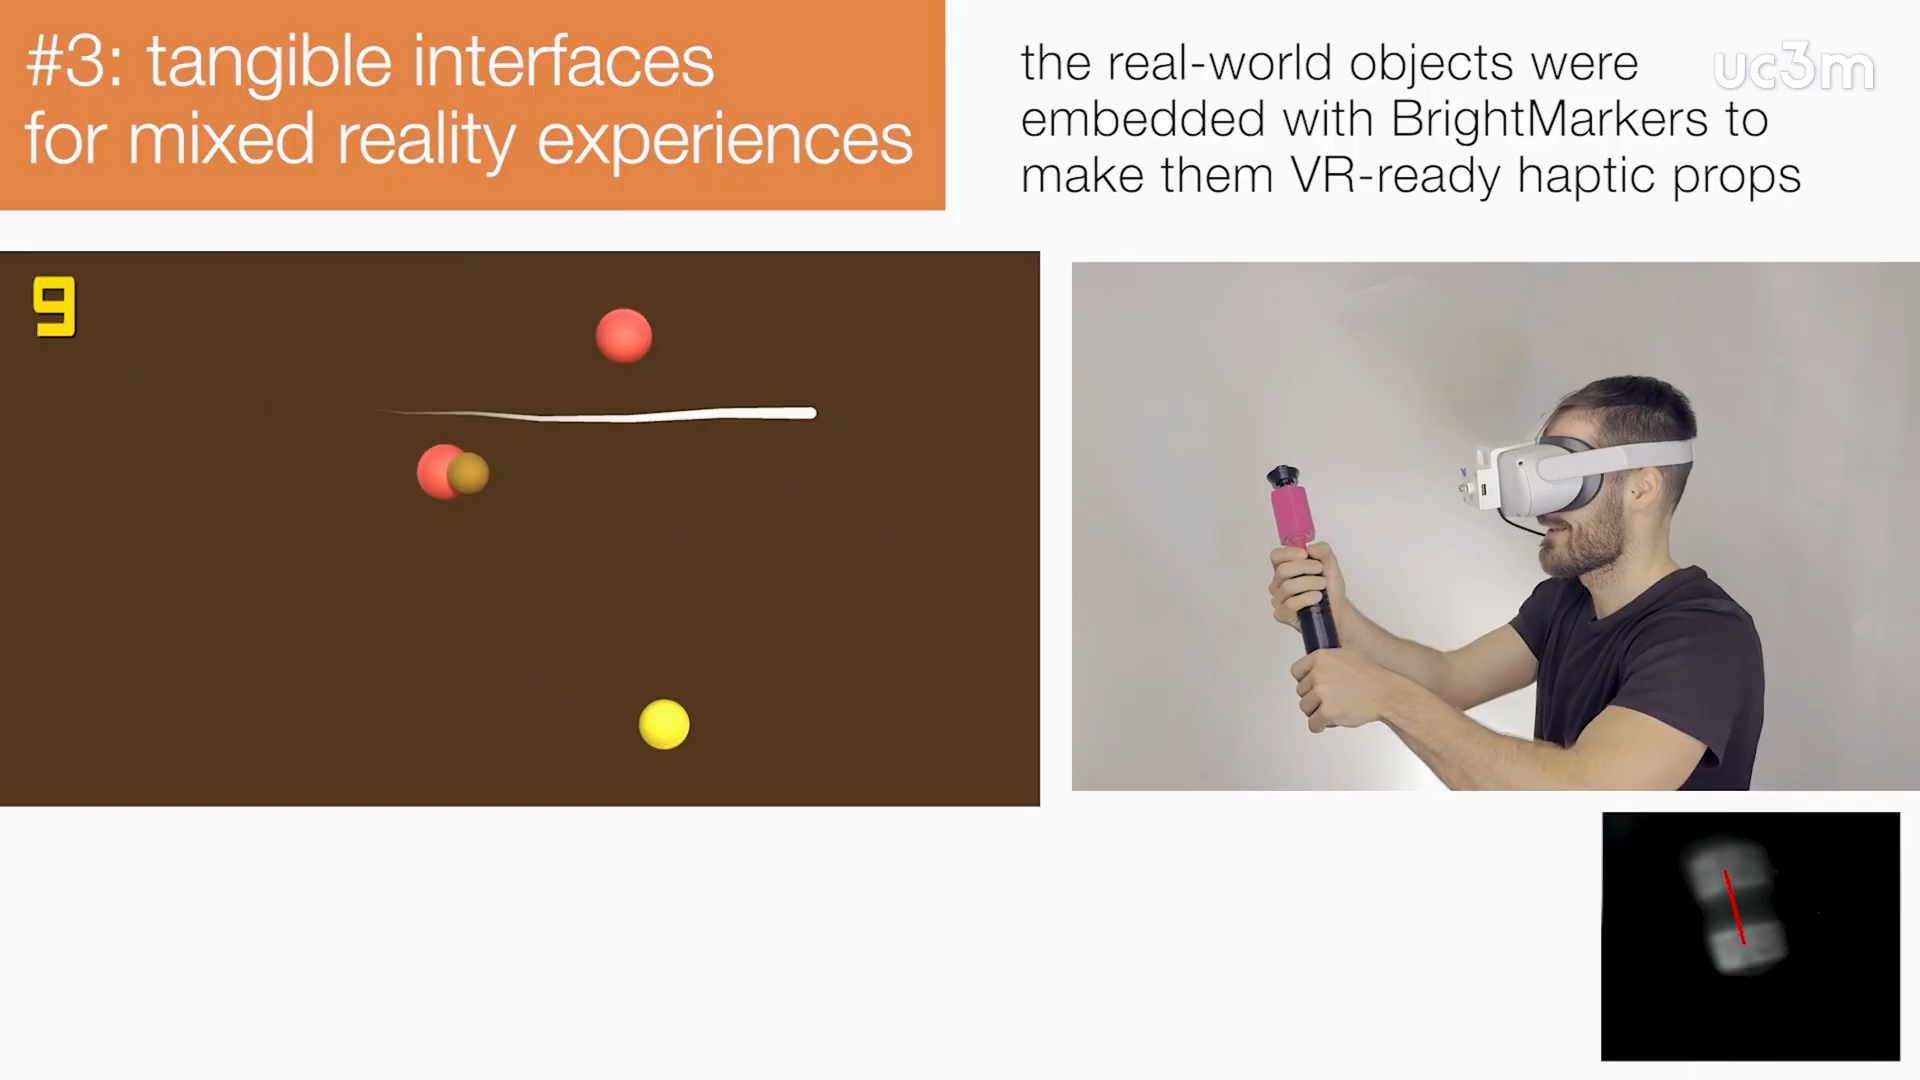 #3: tangible interfaces
for mixed reality experiences
the real-world objects were
embedded with BrightMarkers to
make them VR-ready haptic props
uc3m
9